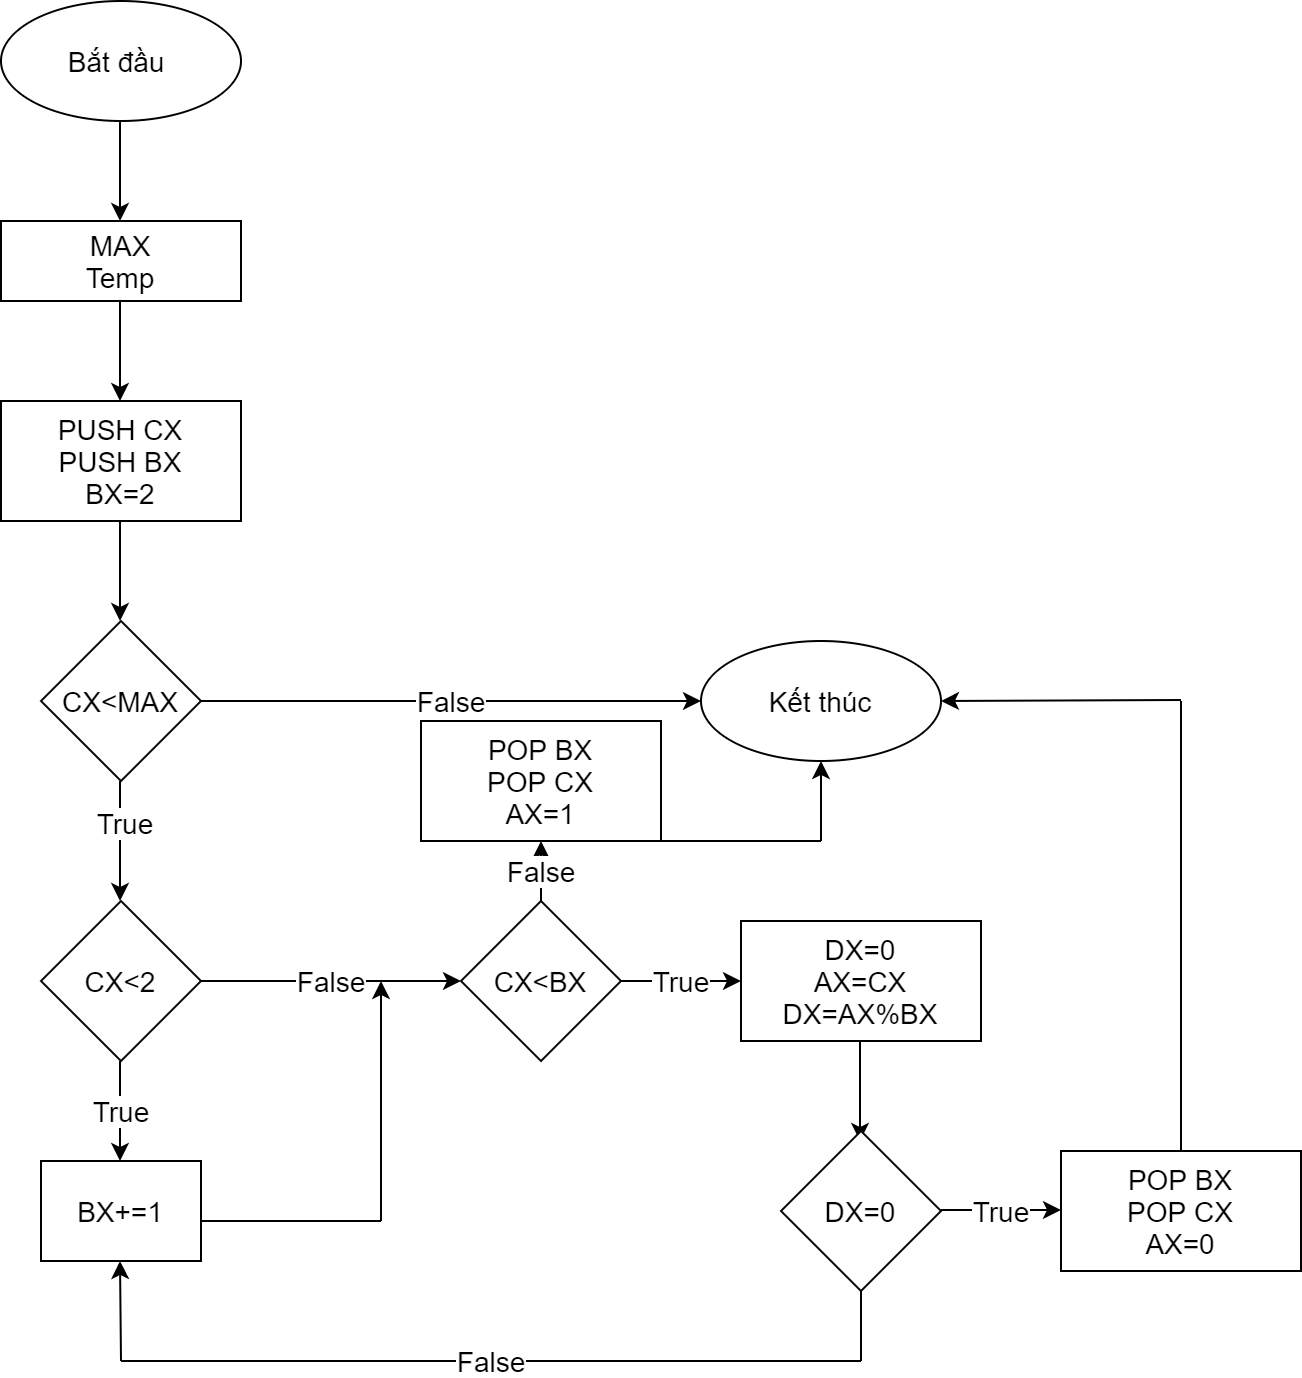 Bắt đầu
MAX
Temp
PUSH CX
PUSH BX
BX=2
CX<MAX
False
Kết thúc
POP BX
POP CX
AX=1
True
False
CX<2
False
CX<BX
True
DX=0
AX=CX
DX=AX%BX
True
BX+=1
DX=0
True
POP BX
POP CX
AX=0
False